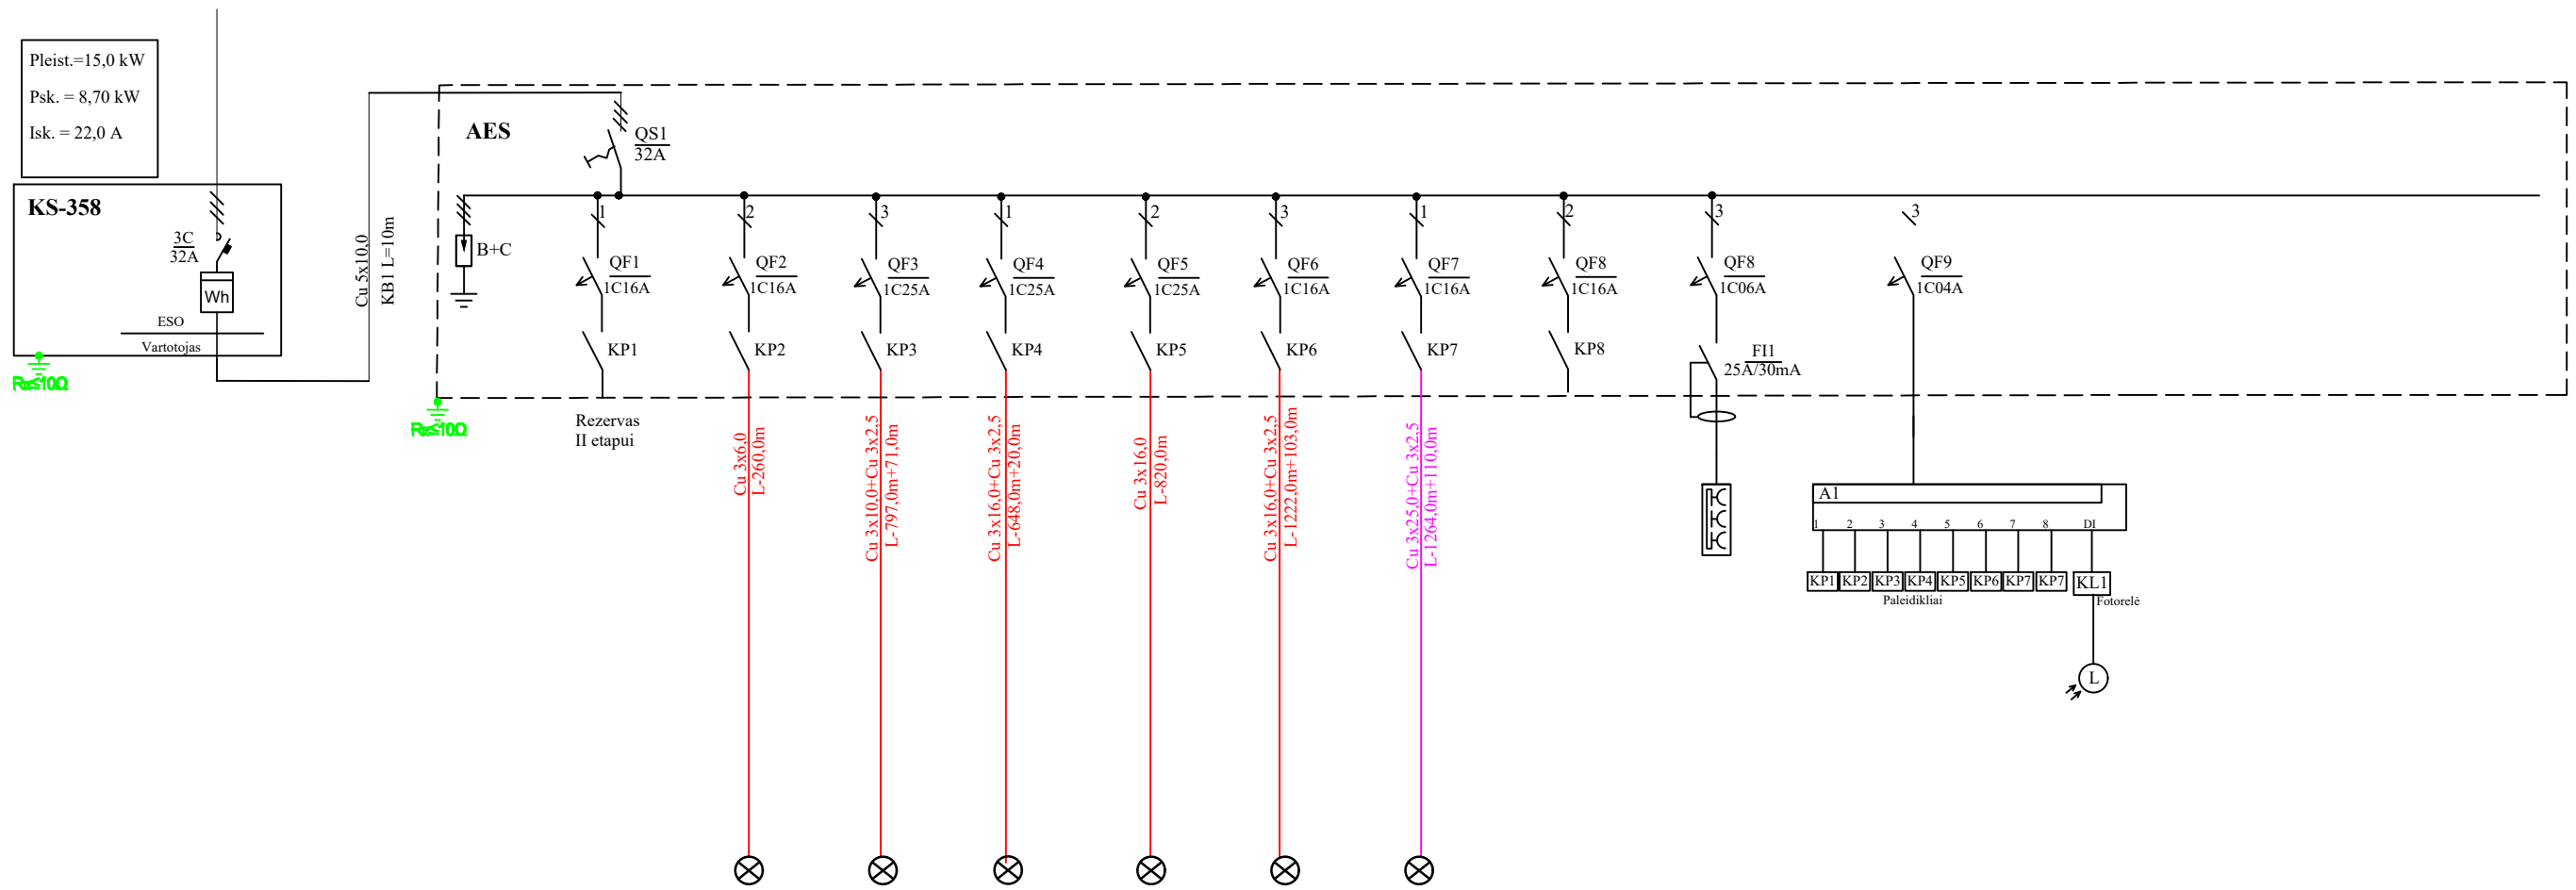 Pleist.=15,0 kW
Psk. = 8,70 kW
Isk. = 22,0 A
KS-358
3C
32A
Wh
ESO
Vartotojas
Re≤10Ω
Cu 5x10,0
KB1 L=10m
AES
QS1
32A
B+C
Re≤10Ω
1
QF1
1C16A
KP1
Rezervas
II etapui
2
QF2
1C16A
KP2
Cu 3x6,0
L-260,0m
3
QF3
1C25A
KP3
Cu 3x10,0+Cu 3x2,5
L-797,0m+71,0m
1
QF4
1C25A
KP4
Cu 3x16,0+Cu 3x2,5
L-648,0m+20,0m
2
QF5
1C25A
KP5
Cu 3x16,0
L-820,0m
3
QF6
1C16A
KP6
Cu 3x16,0+Cu 3x2,5
L-1222,0m+103,0m
1
QF7
1C16A
KP7
Cu 3x25,0+Cu 3x2,5
L-1264,0m+110,0m
2
QF8
1C16A
KP8
3
QF8
1C06A
FI1
25A/30mA
3
QF9
1C04A
A1
1 2 3 4 5 6 7 8 DI
KP1 KP2 KP3 KP4 KP5 KP6 KP7 KP7 KL1
Paleidikliai
Fotorelė
L